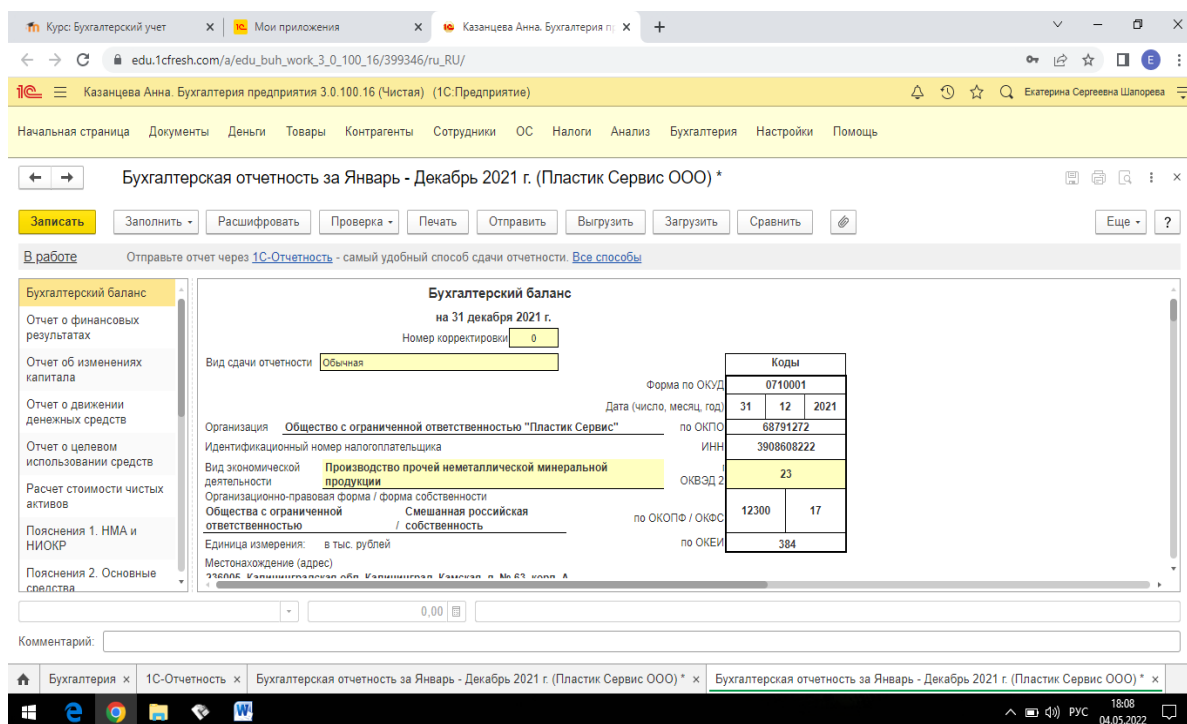 Курс: Бухгалтерский учет
Мои приложения
Казанцева Анна. Бухгалтерия п
edu.1cfresh.com/a/edu_buh_work_3_0_100_16/399346/ru_RU/
E
Казанцева Анна. Бухгалтерия предприятия 3.0.100.16 (Чистая) (1С:Предприятие)
Екатерина Сергеевна Шапорева
Начальная страница Документы Деньги Товары Контрагенты Сотрудники ОС Налоги Анализ Бухгалтерия Настройки Помощь
Бухгалтерская отчетность за Январь - Декабрь 2021 г. (Пластик Сервис ООО) *
Записать Заполнить Расшифровать Проверка Печать Отправить Выгрузить Загрузить Сравнить Еще ?
В работе Отправьте отчет через 1С-Отчетность - самый удобный способ сдачи отчетности. Все способы
Бухгалтерский баланс
Отчет о финансовых
результатах
Отчет об изменениях
капитала
Отчет о движении
денежных средств
Отчет о целевом
использовании средств
Расчет стоимости чистых
активов
Пояснения 1. НМА и
НИОКР
Пояснения 2. Основные
средства
Бухгалтерский баланс
на 31 декабря 2021 г.
Номер корректировки 0
Вид сдачи отчетности Обычная
Коды
Форма по ОКУД 0710001
Дата (число, месяц, год) 31 12 2021
Организация Общество с ограниченной ответственностью "Пластик Сервис" по ОКПО 68791272
Идентификационный номер налогоплательщика ИНН 3908608222
Вид экономической Производство прочей неметаллической минеральной
деятельности продукции ОКВЭД 2 23
Организационно-правовая форма / форма собственности
Общества с ограниченной Смешанная российская
ответственностью / собственность по ОКОПФ / ОКФС 12300 17
Единица измерения: в тыс. рублей по ОКЕИ 384
Местонахождение (адрес)
236005, Калининградская обл, Калининград, Камская, д. № 63, корп. А
0,00
Комментарий:
Бухгалтерия × 1С-Отчетность × Бухгалтерская отчетность за Январь - Декабрь 2021 г. (Пластик Сервис ООО) * × Бухгалтерская отчетность за Январь - Декабрь 2021 г. (Пластик Сервис ООО) * ×
РУС 18:08
04.05.2022